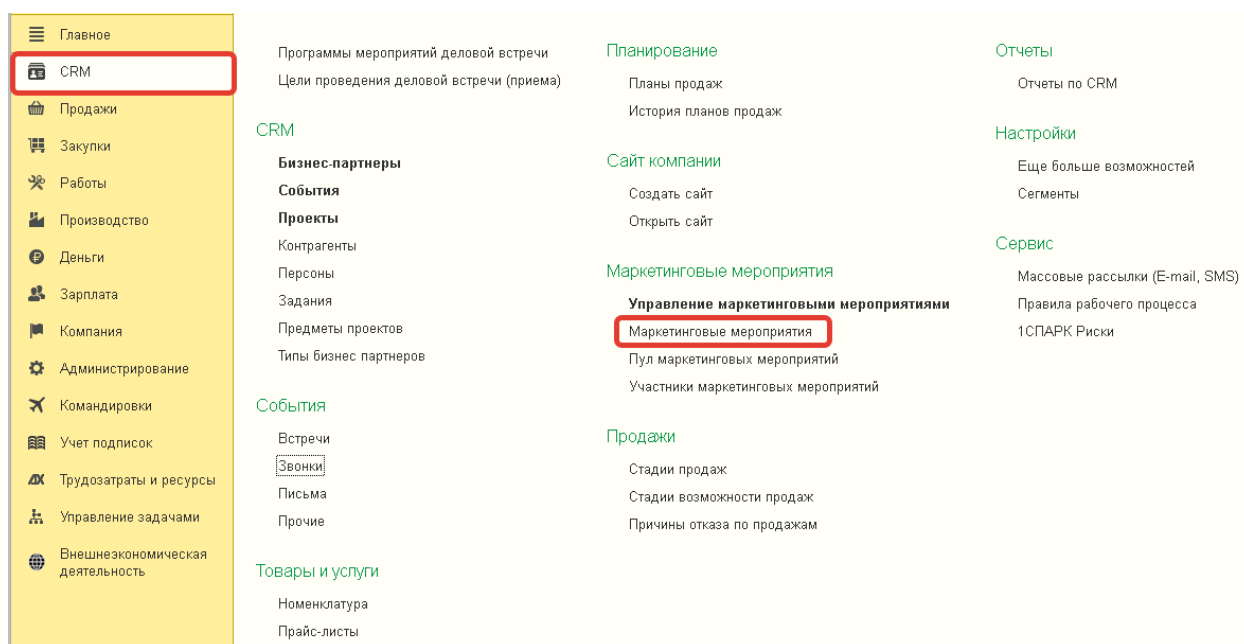 Главное
CRM
Продажи
Закупки
Работы
Производство
Деньги
Зарплата
Компания
Администрирование
Командировки
Учет подписок
Трудозатраты и ресурсы
Управление задачами
Внешнеэкономическая
деятельность
Программы мероприятий деловой встречи
Цели проведения деловой встречи (приема)
CRM
Бизнес-партнеры
События
Проекты
Контрагенты
Персоны
Задания
Предметы проектов
Типы бизнес партнеров
События
Встречи
Звонки
Письма
Прочие
Товары и услуги
Номенклатура
Прайс-листы
Планирование
Планы продаж
История планов продаж
Сайт компании
Создать сайт
Открыть сайт
Маркетинговые мероприятия
Управление маркетинговыми мероприятиями
Маркетинговые мероприятия
Пул маркетинговых мероприятий
Участники маркетинговых мероприятий
Продажи
Стадии продаж
Стадии возможности продаж
Причины отказа по продажам
Отчеты
Отчеты по CRM
Настройки
Еще больше возможностей
Сегменты
Сервис
Массовые рассылки (E-mail, SMS)
Правила рабочего процесса
1СПАРК Риски